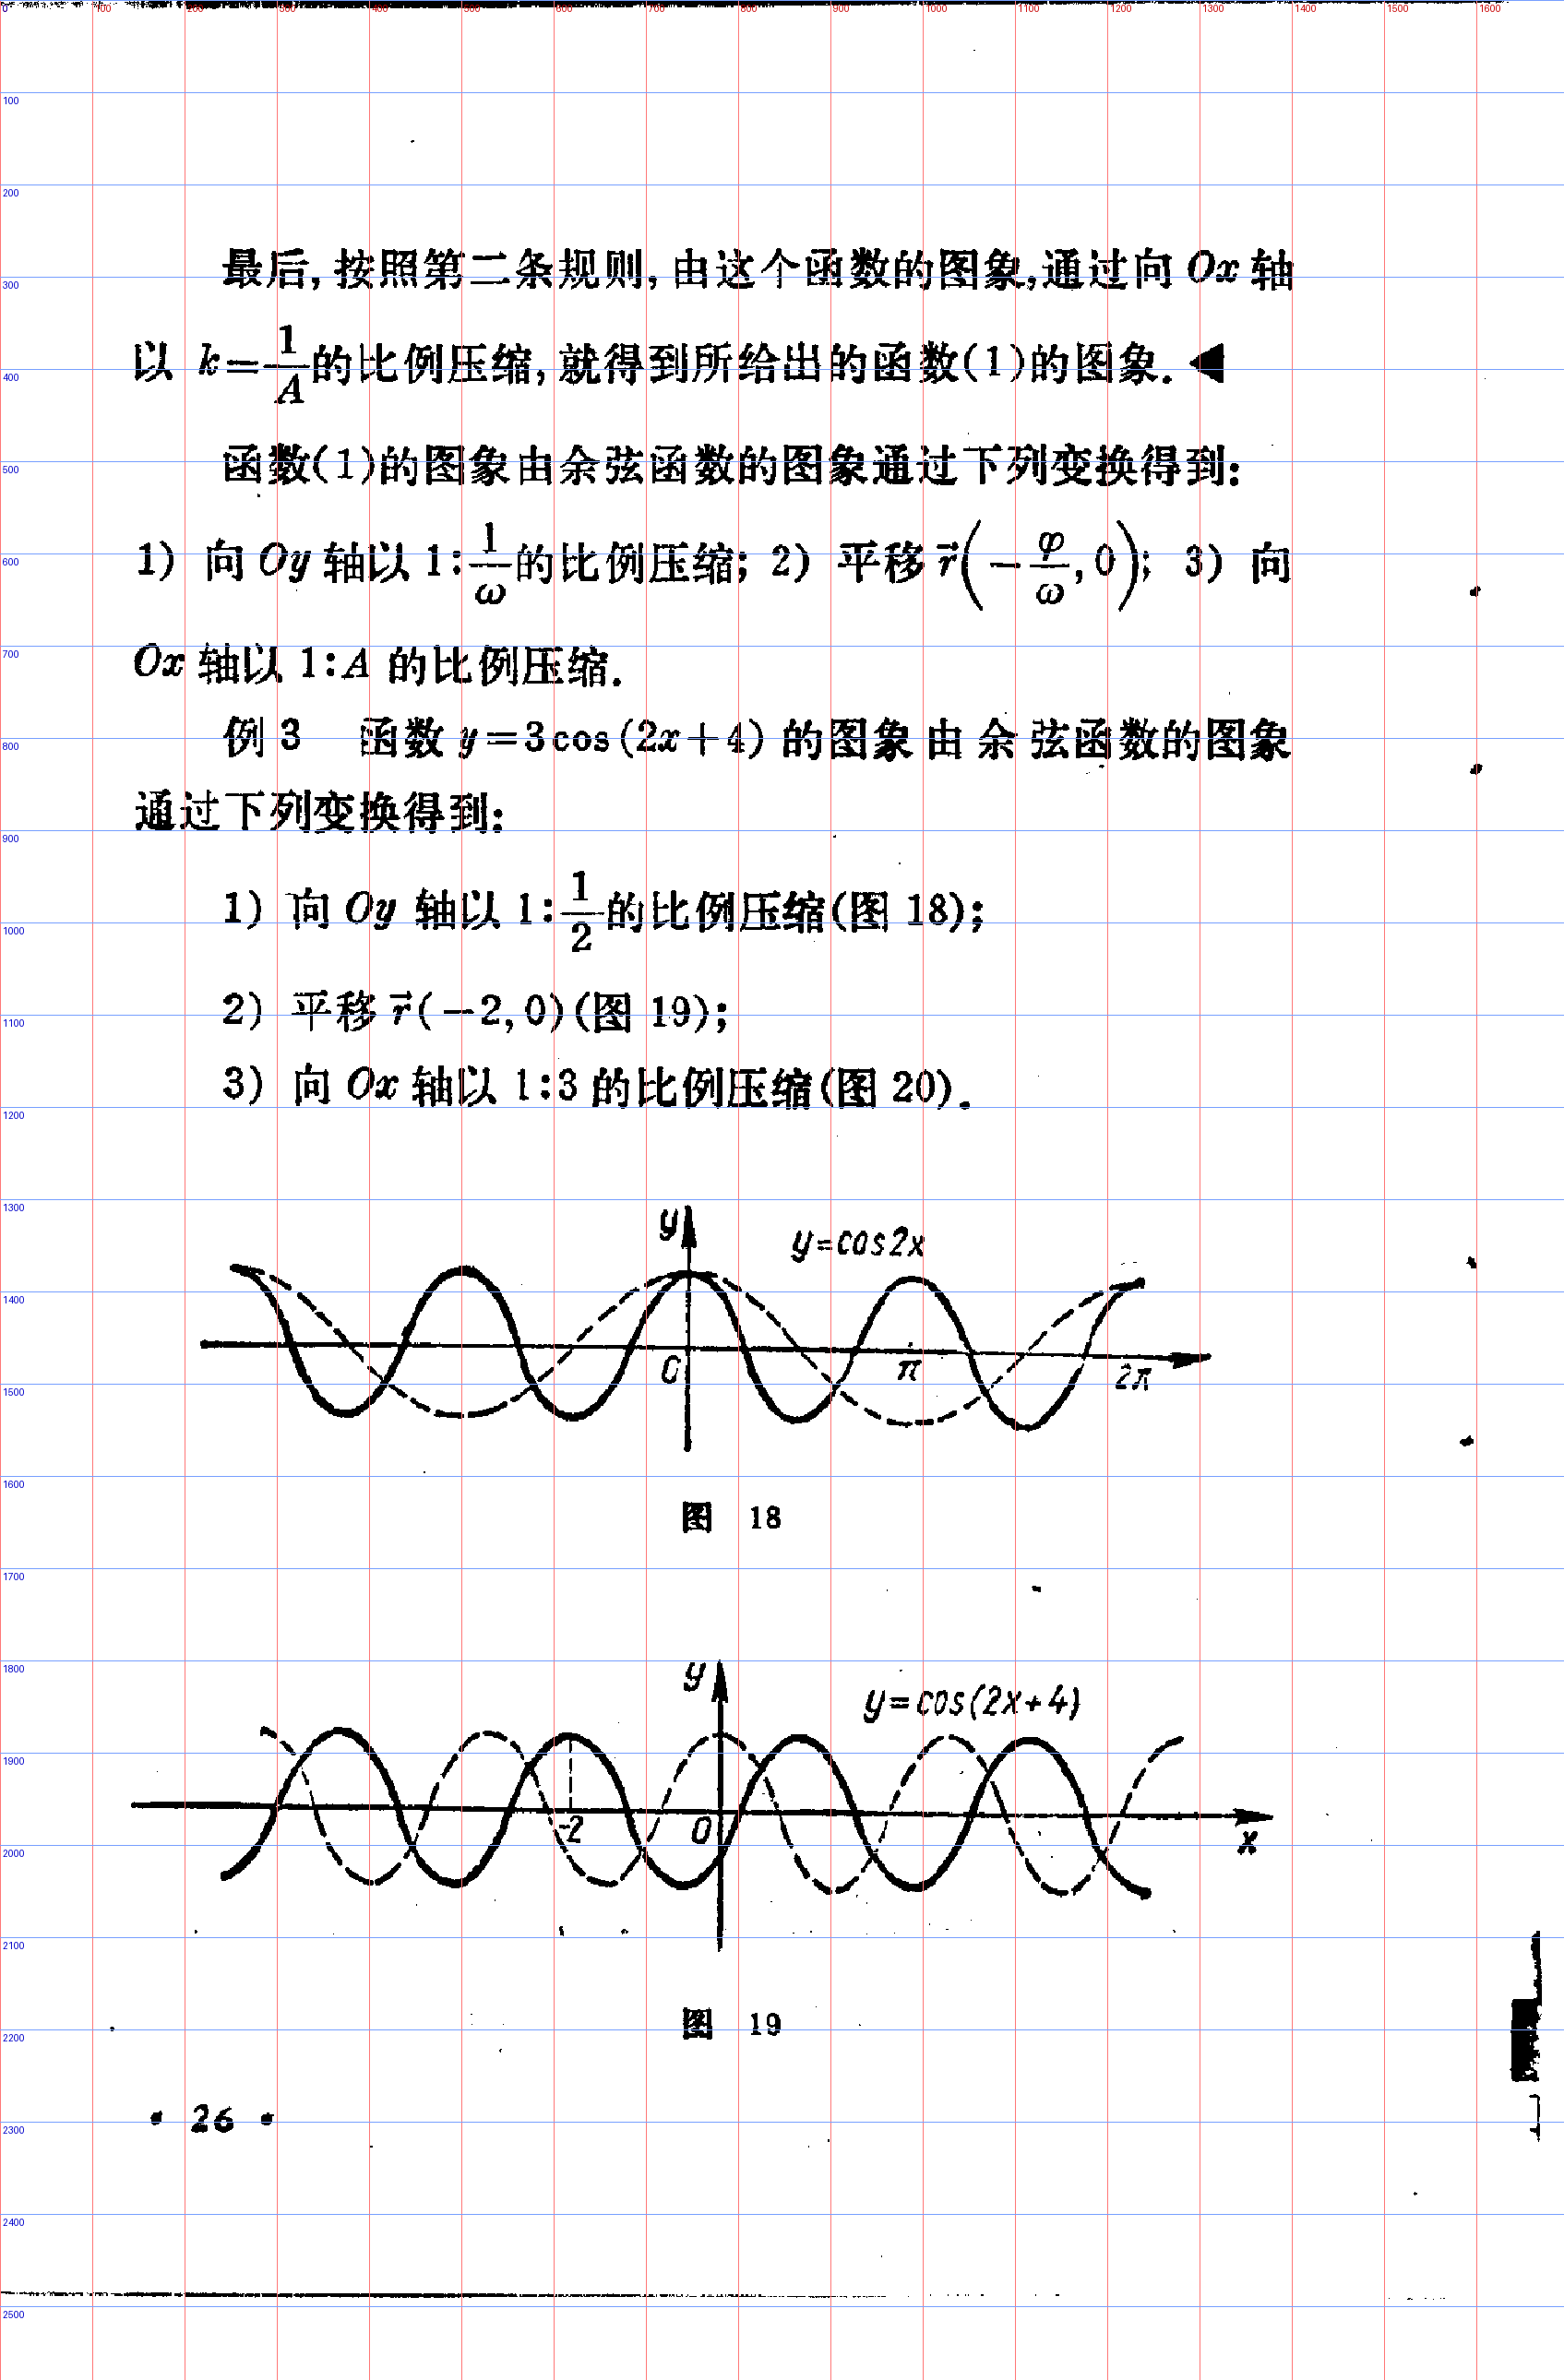 最后,按照第二条规则,由这个函数的图象,通过向 Ox 轴
以 k=1/A的比例压缩,就得到所给出的函数(1)的图象.◀
函数(1)的图象由余弦函数的图象通过下列变换得到:
1) 向 Oy 轴以 1:1/ω的比例压缩; 2) 平移 r⃗(-φ/ω,0); 3) 向
Ox 轴以 1:A 的比例压缩.
例 3 函数 y=3cos(2x+4) 的图象由余弦函数的图象
通过下列变换得到:
1) 向 Oy 轴以 1:1/2的比例压缩(图 18);
2) 平移 r⃗(-2,0)(图 19);
3) 向 Ox 轴以 1:3 的比例压缩(图 20).
y
y=cos2x
0
π
2π
图 18
y
y=cos(2x+4)
-2
0
x
图 19
• 26 •